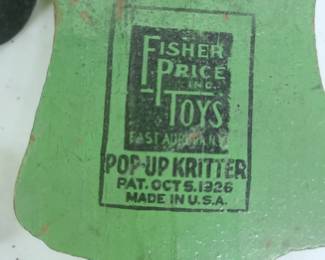 FISHER
PRICE
INC.
TOYS
EAST AURORA, N.Y.
POP-UP KRITTER
PAT. OCT 5. 1926
MADE IN U.S.A.